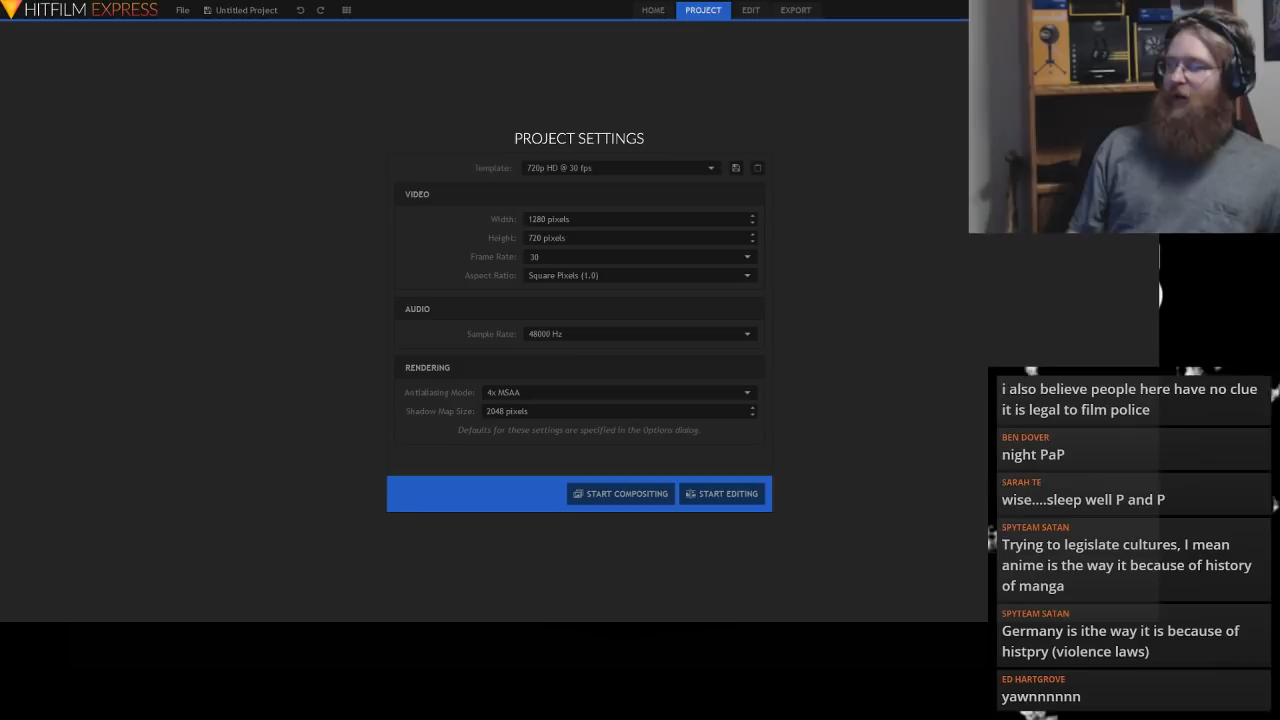 HITFILM EXPRESS
File
Untitled Project
HOME
PROJECT
EDIT
EXPORT
PROJECT SETTINGS
Template: 720p HD @ 30 fps
VIDEO
Width: 1280 pixels
Height: 720 pixels
Frame Rate: 30
Aspect Ratio: Square Pixels (1.0)
AUDIO
Sample Rate: 48000 Hz
RENDERING
Antialiasing Mode: 4x MSAA
Shadow Map Size: 2048 pixels
Defaults for these settings are specified in the Options dialog.
START COMPOSITING
START EDITING
i also believe people here have no clue
it is legal to film police
BEN DOVER
night PaP
SARAH TE
wise....sleep well P and P
SPYTEAM SATAN
Trying to legislate cultures, I mean
anime is the way it because of history
of manga
SPYTEAM SATAN
Germany is ithe way it is because of
histpry (violence laws)
ED HARTGROVE
yawnnnnnn